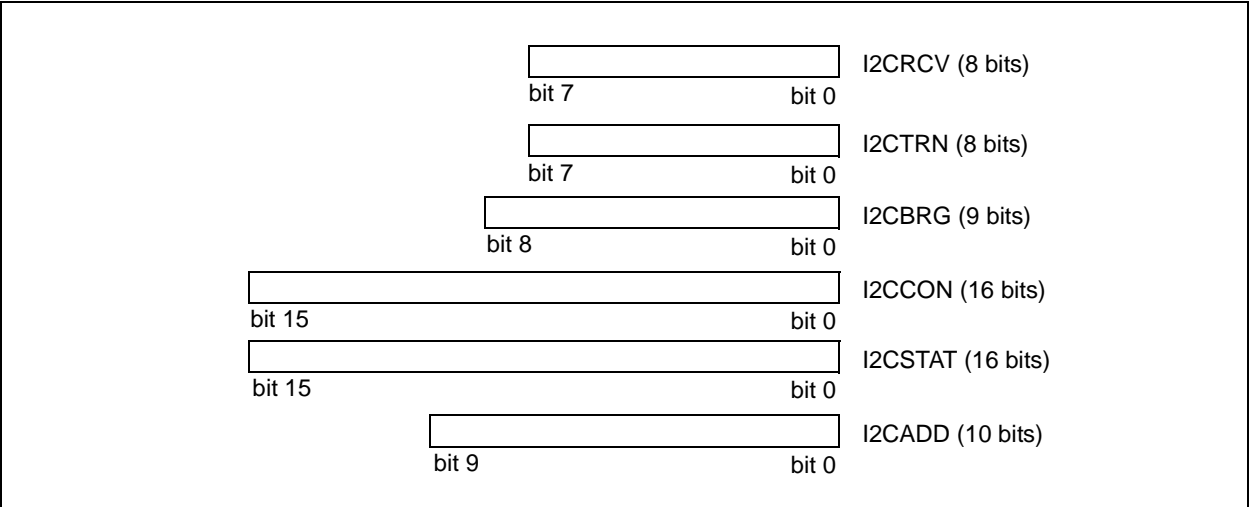 I2CRCV (8 bits)
bit 7 bit 0
I2CTRN (8 bits)
bit 7 bit 0
I2CBRG (9 bits)
bit 8 bit 0
I2CCON (16 bits)
bit 15 bit 0
I2CSTAT (16 bits)
bit 15 bit 0
I2CADD (10 bits)
bit 9 bit 0